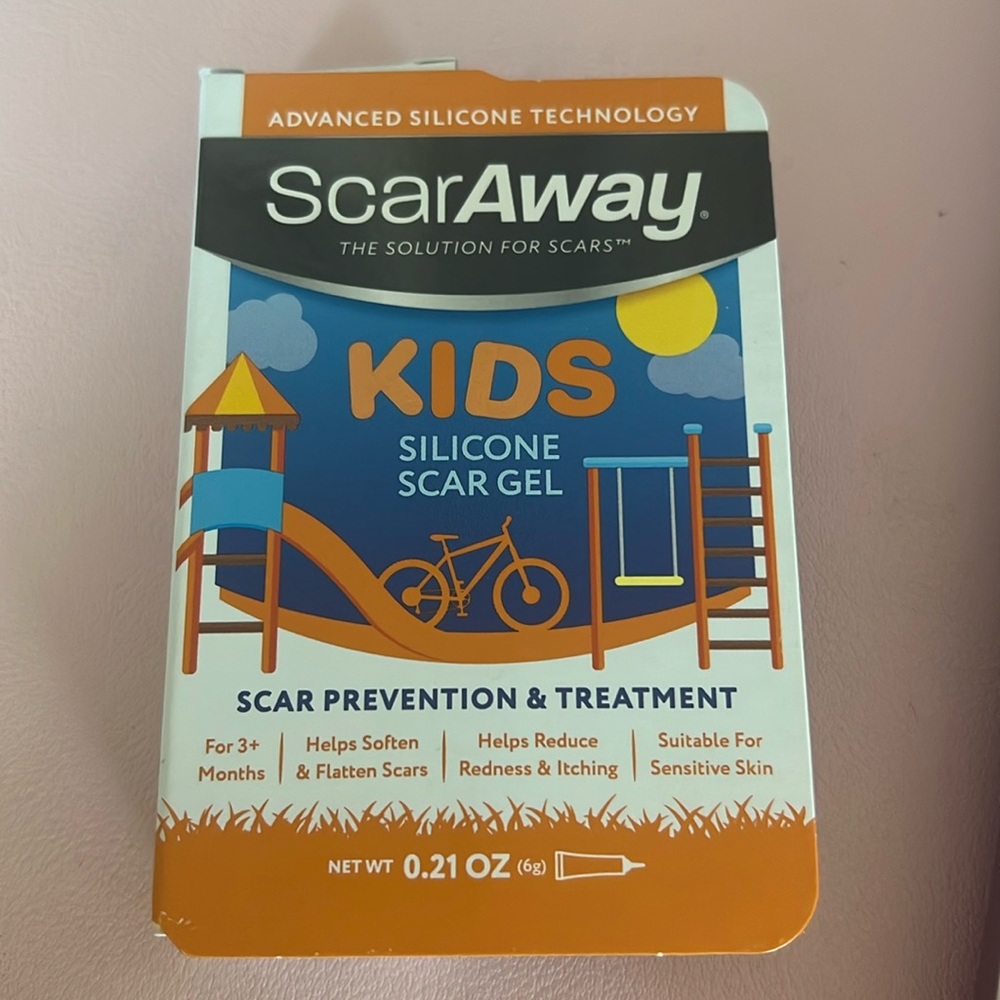 ADVANCED SILICONE TECHNOLOGY
ScarAway®
THE SOLUTION FOR SCARS™
KIDS
SILICONE
SCAR GEL
SCAR PREVENTION & TREATMENT
For 3+
Months
Helps Soften
& Flatten Scars
Helps Reduce
Redness & Itching
Suitable For
Sensitive Skin
NET WT 0.21 OZ (6g)